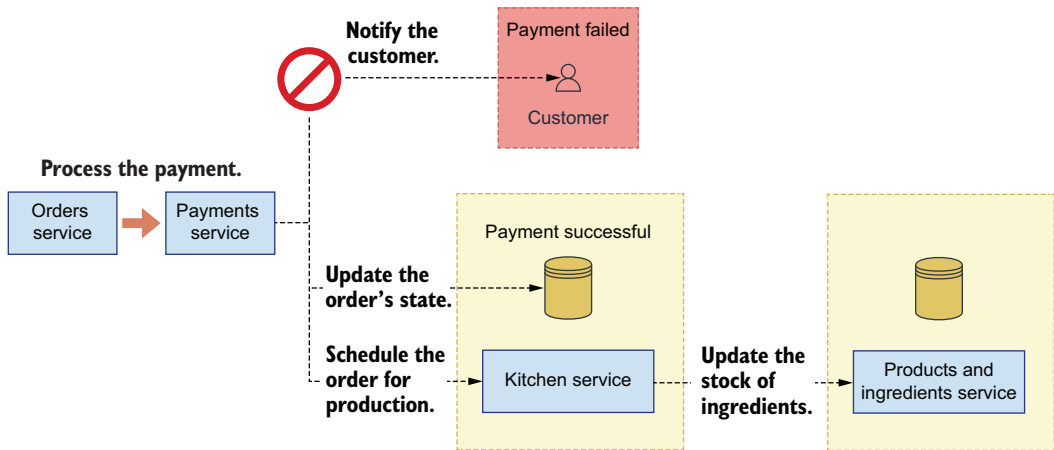 Notify the
customer.
Payment failed
Customer
Process the payment.
Orders
service
Payments
service
Payment successful
Update the
order’s state.
Schedule the
order for
production.
Kitchen service
Update the
stock of
ingredients.
Products and
ingredients service